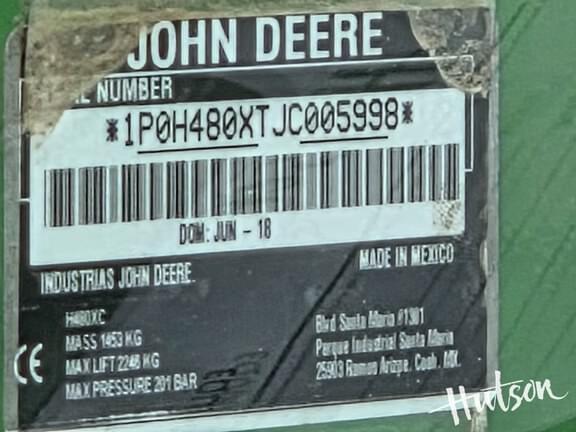 JOHN DEERE
L NUMBER
*1P0H480XTJC005998*
DOM: JUN - 18
INDUSTRIAS JOHN DEERE.
MADE IN MEXICO
H480XC
MASS 1453 KG
MAX LIFT 2246 KG
MAX PRESSURE 201 BAR
CE
Blvd Santa Maria #1301
Parque Industrial Santa Maria
25903 Ramos Arizpe, Coah. MX.
Hutson